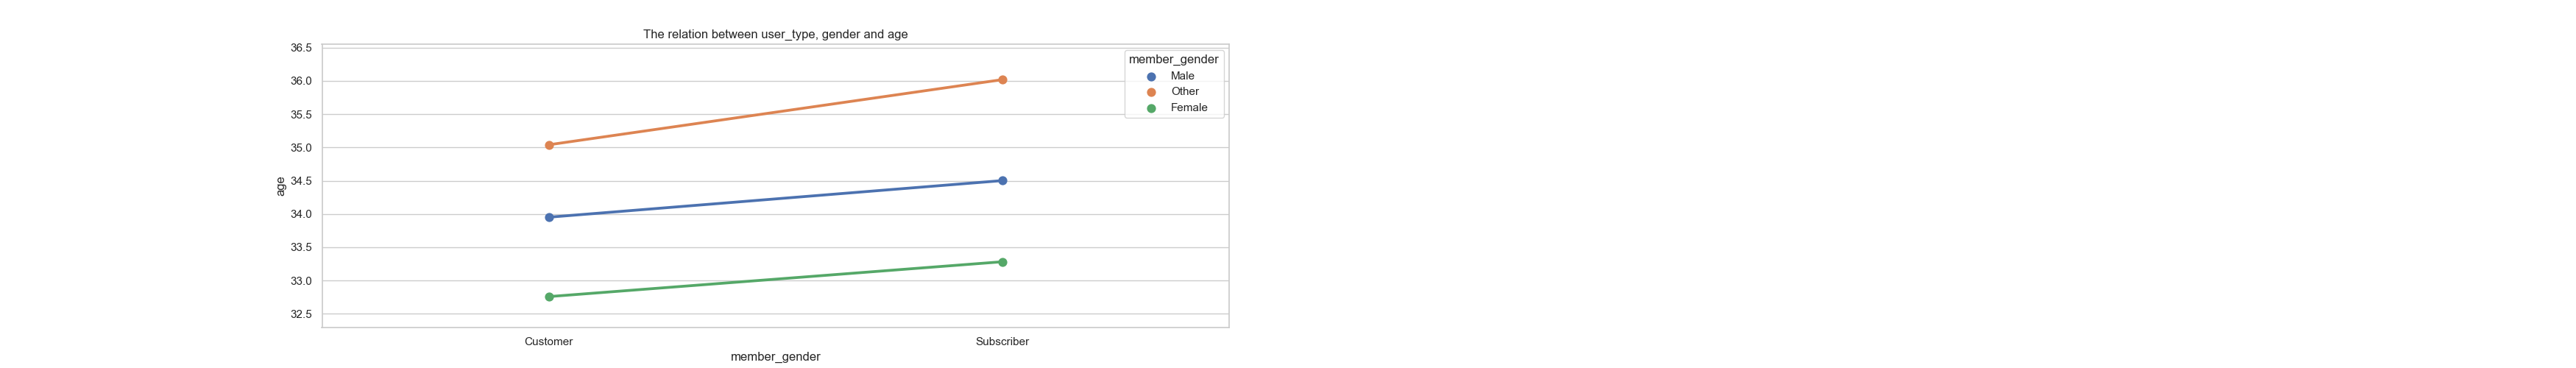 The relation between user_type, gender and age
36.5
36.0
35.5
35.0
34.5
34.0
33.5
33.0
32.5
age
member_gender
Male
Other
Female
Customer
Subscriber
member_gender